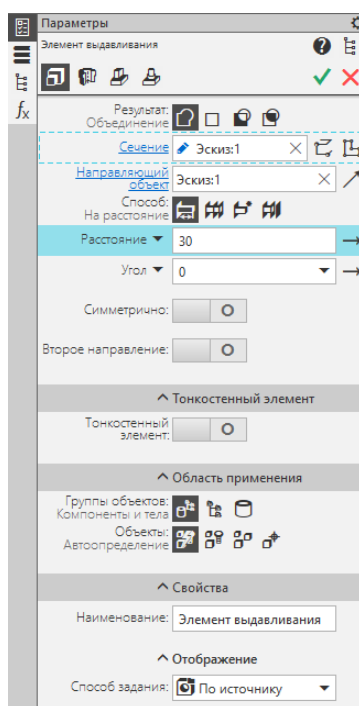 Параметры
Элемент выдавливания
Результат:
Объединение
Сечение Эскиз:1
Направляющий
объект Эскиз:1
Способ:
На расстояние
Расстояние 30
Угол 0
Симметрично:
Второе направление:
Тонкостенный элемент
Тонкостенный
элемент:
Область применения
Группы объектов:
Компоненты и тела
Объекты:
Автоопределение
Свойства
Наименование: Элемент выдавливания
Отображение
Способ задания: По источнику